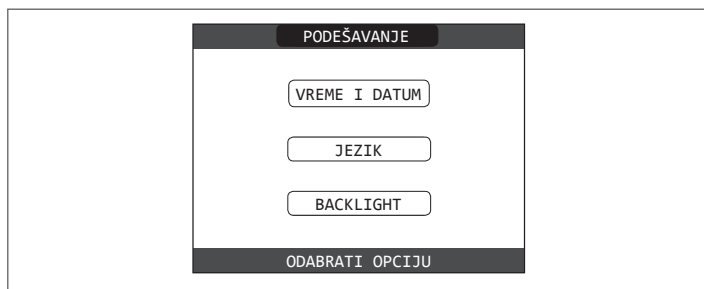 PODEŠAVANJE
VREME I DATUM
JEZIK
BACKLIGHT
ODABRATI OPCIJU